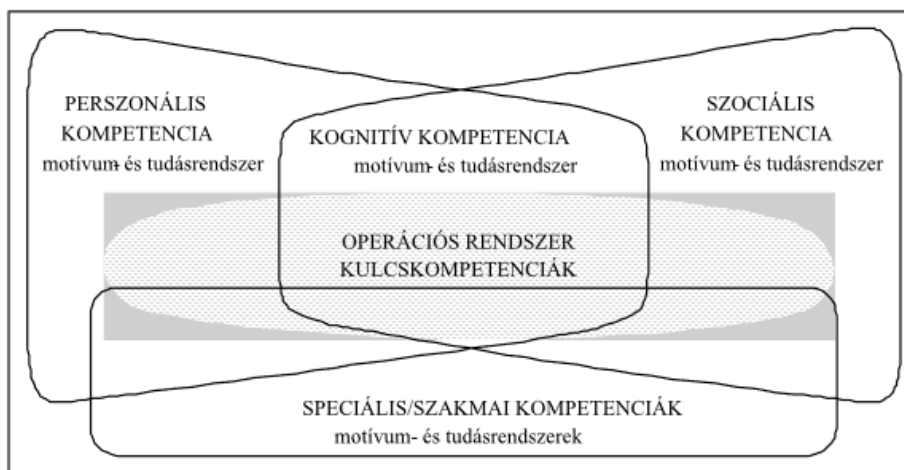 PERSZONÁLIS
KOMPETENCIA
motívum- és tudásrendszer
KOGNITÍV KOMPETENCIA
motívum- és tudásrendszer
SZOCIÁLIS
KOMPETENCIA
motívum- és tudásrendszer
OPERÁCIÓS RENDSZER
KULCSKOMPETENCIÁK
SPECIÁLIS/SZAKMAI KOMPETENCIÁK
motívum- és tudásrendszerek